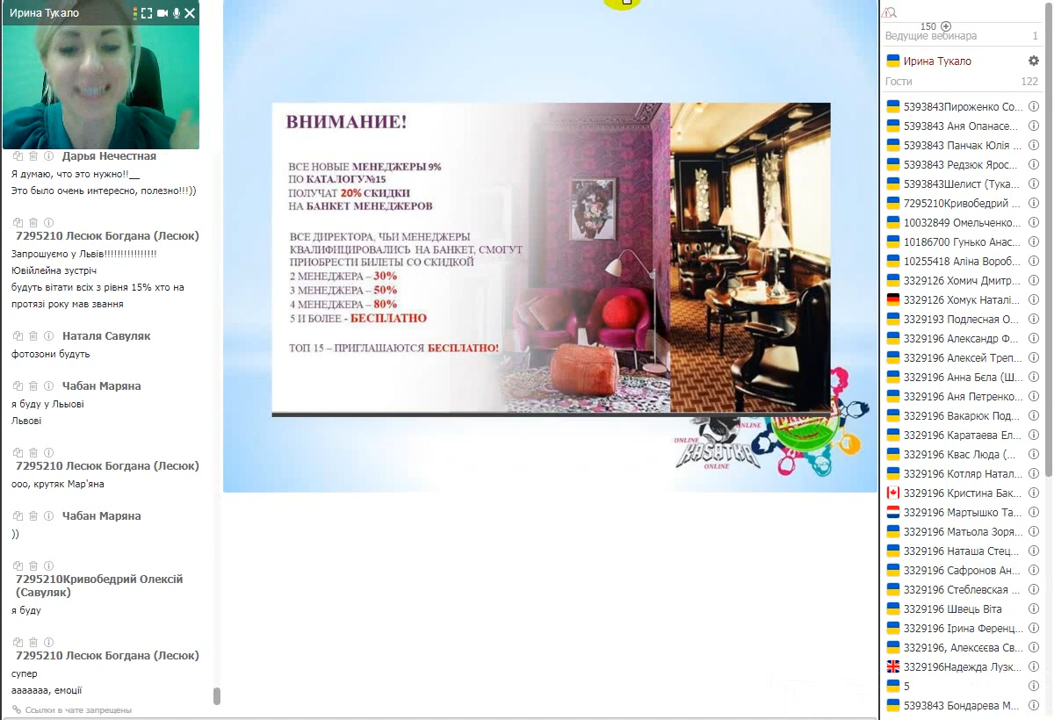 Ирина Тукало
Дарья Нечестная
Я думаю, что это нужно!!__
Это было очень интересно, полезно!!!))
7295210 Лесюк Богдана (Лесюк)
Запрошуємо у Львів!!!!!!!!!!!!!!!!
Ювійлейна зустріч
будуть вітати всіх з рівня 15% хто на
протязі року мав звання
Наталя Савуляк
фотозони будуть
Чабан Маряна
я буду у Льыові
Львові
7295210 Лесюк Богдана (Лесюк)
ооо, крутяк Мар'яна
Чабан Маряна
))
7295210Кривобедрий Олексій
(Савуляк)
я буду
7295210 Лесюк Богдана (Лесюк)
супер
ааааааа, емоції
Ссылки в чате запрещены
ВНИМАНИЕ!
ВСЕ НОВЫЕ МЕНЕДЖЕРЫ 9%
ПО КАТАЛОГУ№15
ПОЛУЧАТ 20% СКИДКИ
НА БАНКЕТ МЕНЕДЖЕРОВ
ВСЕ ДИРЕКТОРА, ЧЬИ МЕНЕДЖЕРЫ
КВАЛИФИЦИРОВАЛИСЬ НА БАНКЕТ, СМОГУТ
ПРИОБРЕСТИ БИЛЕТЫ СО СКИДКОЙ
2 МЕНЕДЖЕРА – 30%
3 МЕНЕДЖЕРА – 50%
4 МЕНЕДЖЕРА – 80%
5 И БОЛЕЕ - БЕСПЛАТНО
ТОП 15 – ПРИГЛАШАЮТСЯ БЕСПЛАТНО!
ONLINE
ONLINE
KASATKA
ONLINE
150
Ведущие вебинара 1
Ирина Тукало
Гости 122
5393843Пироженко Со...
5393843 Аня Опанасе...
5393843 Панчак Юлія ...
5393843 Редзюк Ярос...
5393843Шелист (Тука...
7295210Кривобедрий ...
10032849 Омельченко...
10186700 Гунько Анас...
10255418 Аліна Вороб...
3329126 Хомич Дмитр...
3329126 Хомук Наталі...
3329193 Подлесная О...
3329196 Александр Ф...
3329196 Алексей Треп...
3329196 Анна Бєла (Ш...
3329196 Аня Петренко...
3329196 Вакарюк Под...
3329196 Каратаева Ел...
3329196 Квас Люда (...
3329196 Котляр Натал...
3329196 Кристина Бак...
3329196 Мартышко Та...
3329196 Матьола Зоря...
3329196 Наташа Стец...
3329196 Сафронов Ан...
3329196 Стеблевская ...
3329196 Швець Віта
3329196 Ірина Ференц...
3329196, Алексєєва Св...
3329196Надежда Лузк...
5
5393843 Бондарева М...